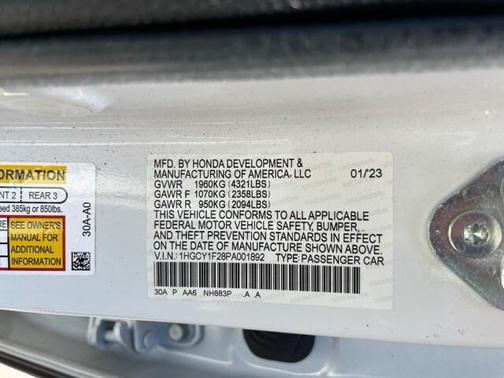 MFD. BY HONDA DEVELOPMENT &
MANUFACTURING OF AMERICA, LLC 01/23
GVWR 1960KG (4321LBS)
GAWR F 1070KG (2358LBS)
GAWR R 950KG (2094LBS)
THIS VEHICLE CONFORMS TO ALL APPLICABLE
FEDERAL MOTOR VEHICLE SAFETY, BUMPER,
AND THEFT PREVENTION STANDARDS IN EFFECT
ON THE DATE OF MANUFACTURE SHOWN ABOVE.
V.I.N.:1HGCY1F28PA001892 TYPE:PASSENGER CAR
30A P AA6 NH883P A A
ORMATION
NT 2 REAR 3
eed 385kg or 850lbs.
SEE OWNER'S
MANUAL FOR
ADDITIONAL
INFORMATION
30A-A0